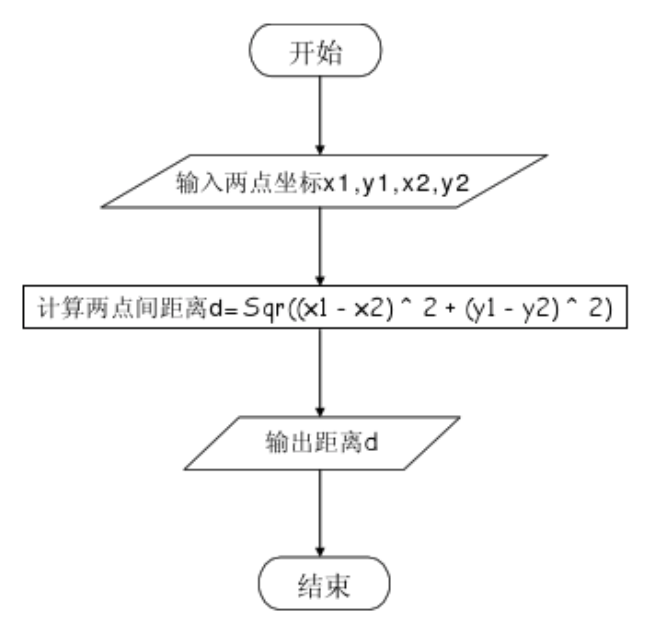 开始
输入两点坐标x1,y1,x2,y2
计算两点间距离d=Sqr((x1 - x2) ^ 2 + (y1 - y2) ^ 2)
输出距离d
结束